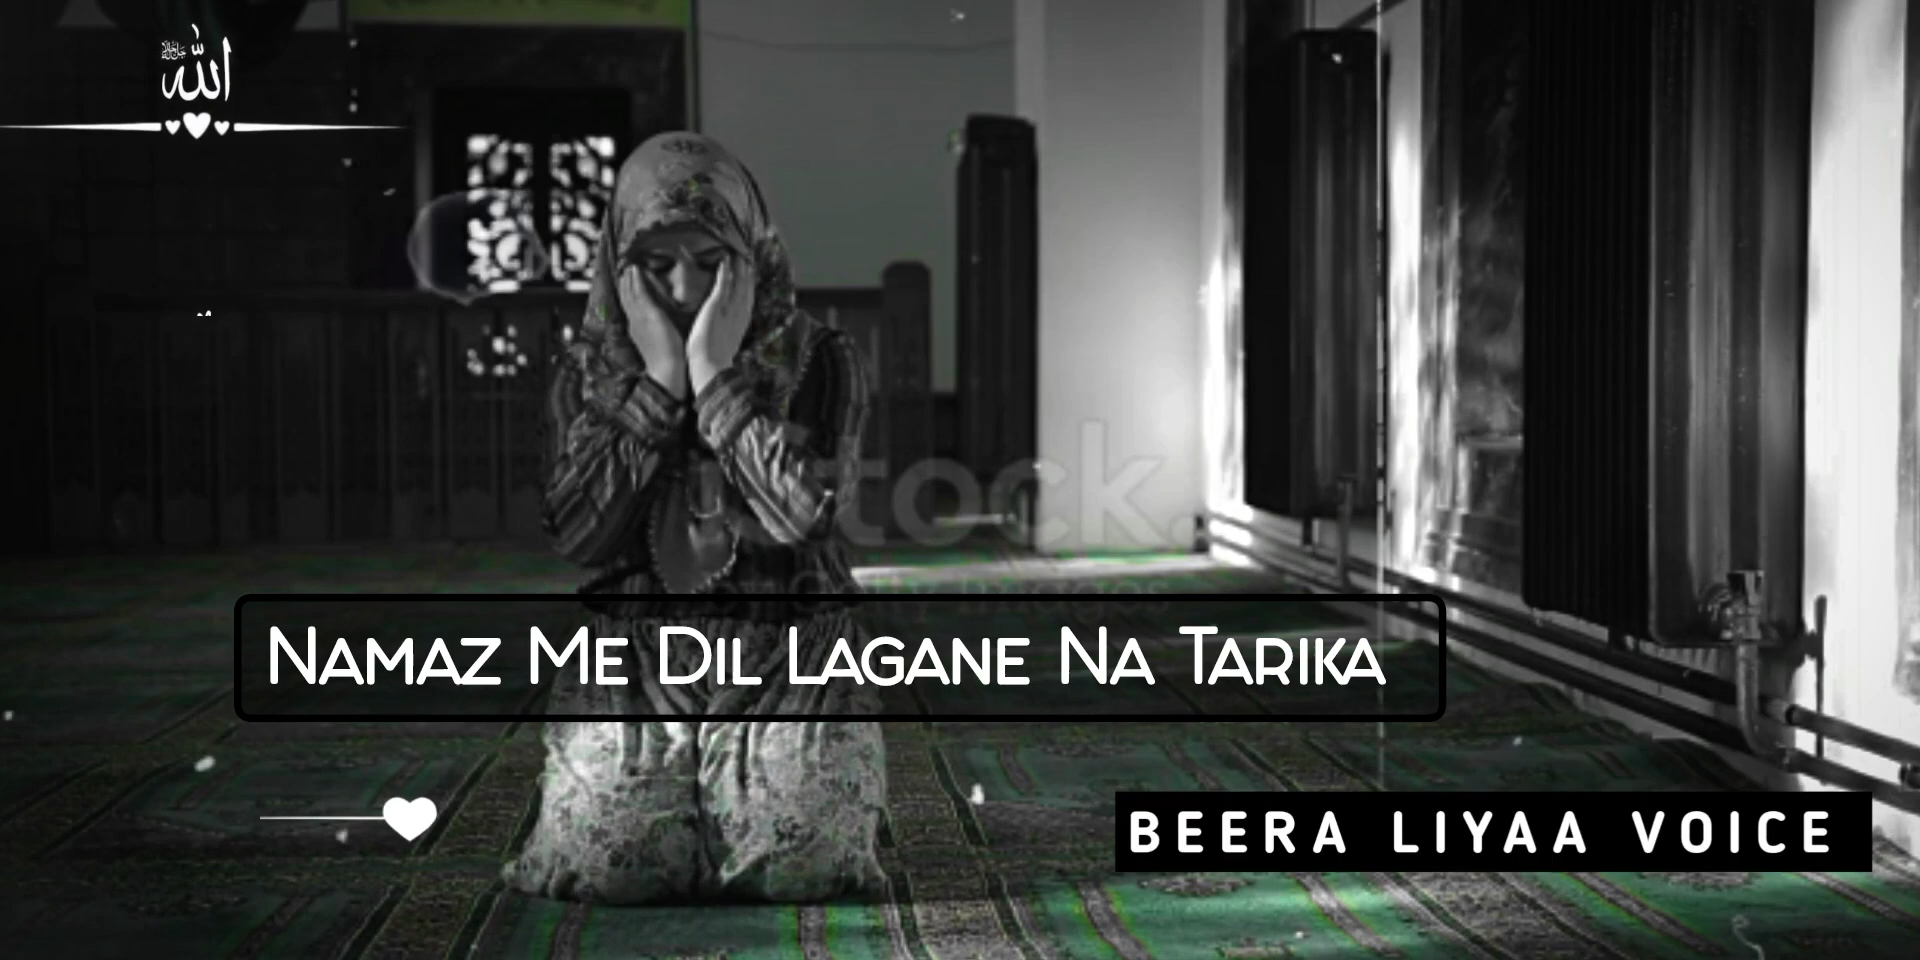 الله
Namaz Me Dil Lagane Na Tarika
BEERA LIYAA VOICE